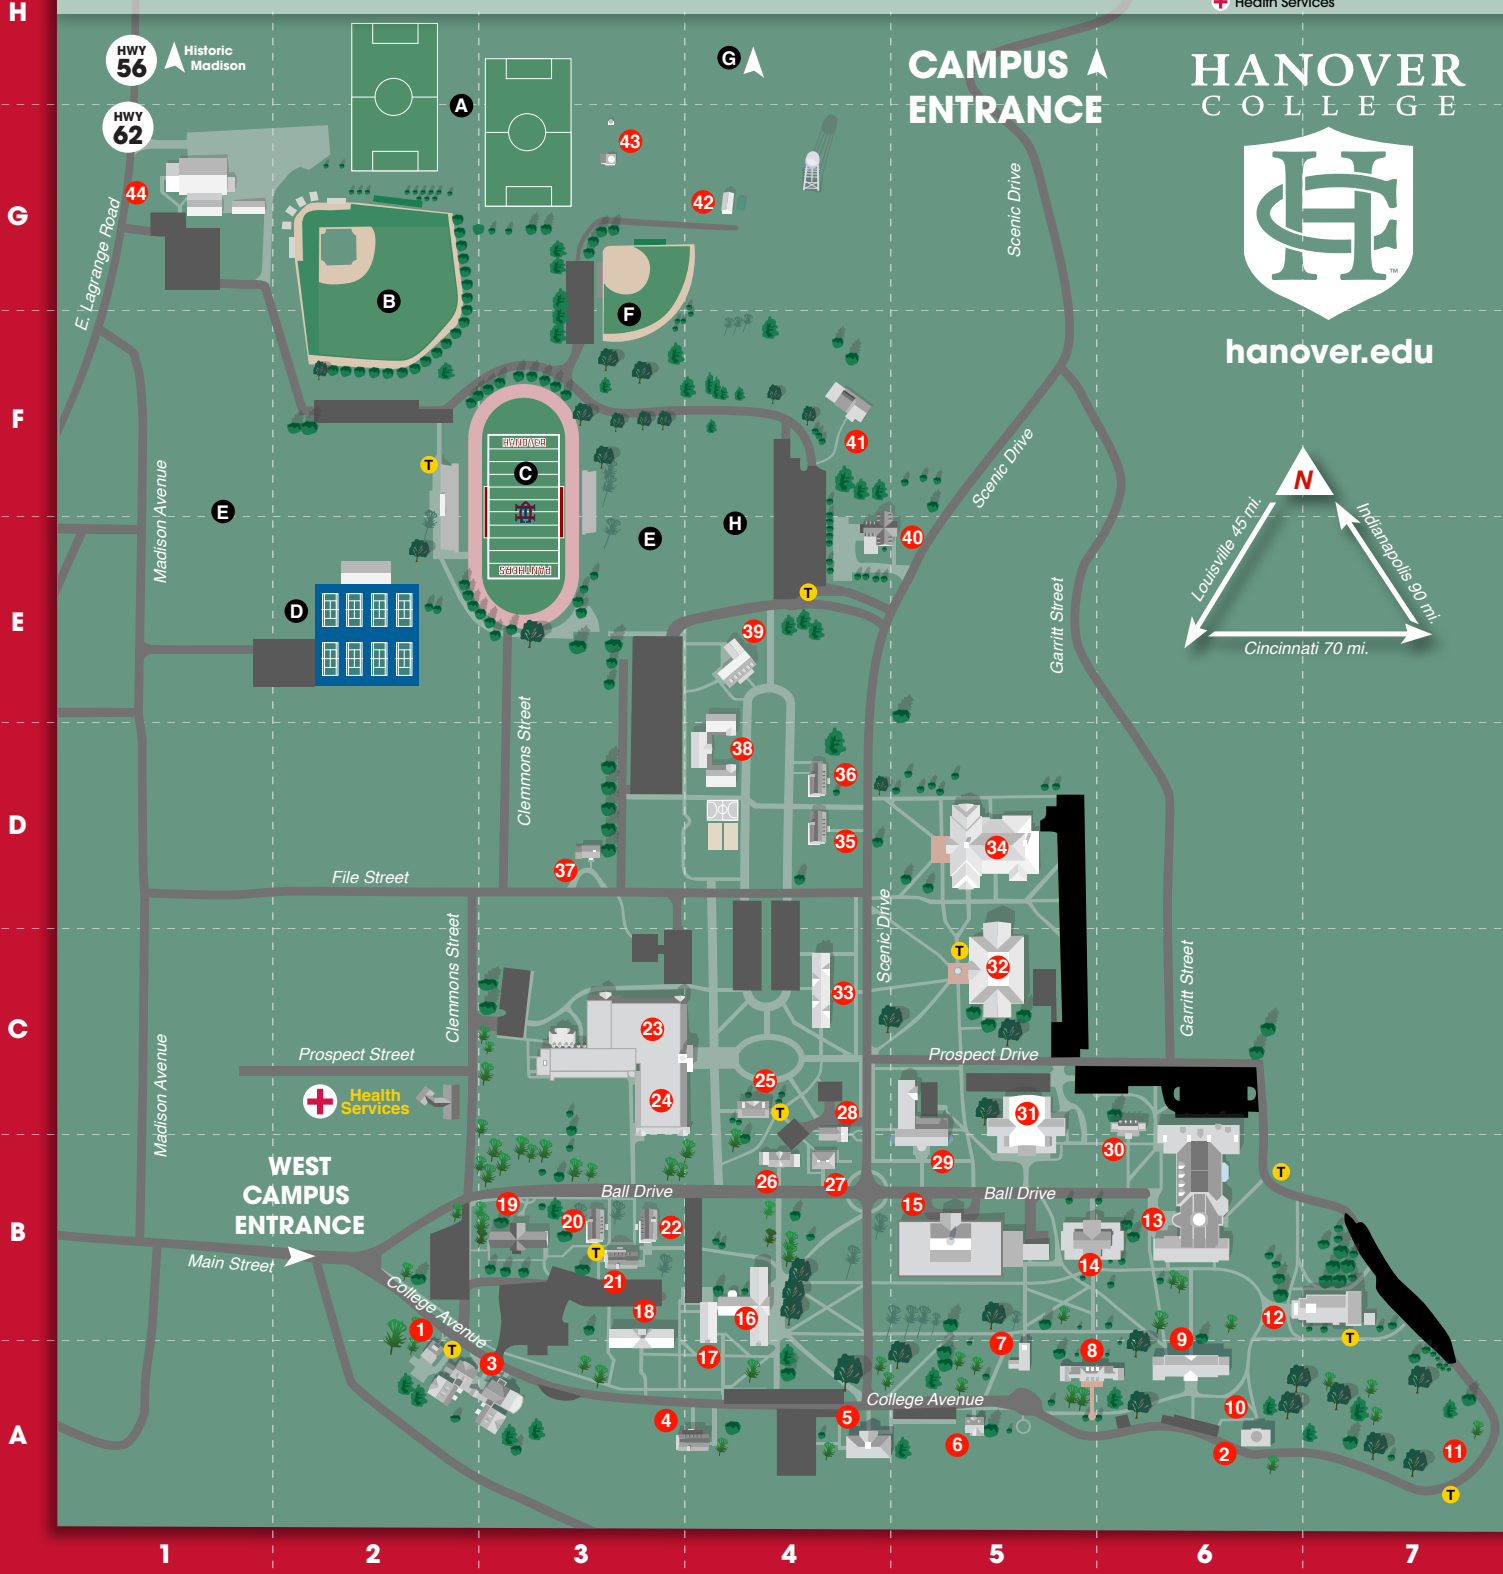 H
Health Services
HWY
56
Historic
Madison
G
CAMPUS
ENTRANCE
HANOVER
COLLEGE
HC
TM
hanover.edu
HWY
62
A
43
44
42
G
E. Lagrange Road
Scenic Drive
B
F
F
41
T
HANOVER
C
PANTHERS
E
E
H
40
Scenic Drive
Madison Avenue
N
Louisville 45 mi.
Indianapolis 90 mi.
Cincinnati 70 mi.
D
T
E
39
Garritt Street
Clemmons Street
38
36
D
35
34
37
File Street
Clemmons Street
Scenic Drive
T
32
33
Garritt Street
C
23
Prospect Street
Prospect Drive
Health
Services
24
25
T
28
31
Madison Avenue
30
29
26
27
WEST
CAMPUS
ENTRANCE
Ball Drive
Ball Drive
T
19
20
22
15
13
B
T
21
14
Main Street
College Avenue
18
16
12
1
T
3
17
7
8
9
T
College Avenue
4
5
6
10
2
11
A
T
1
2
3
4
5
6
7